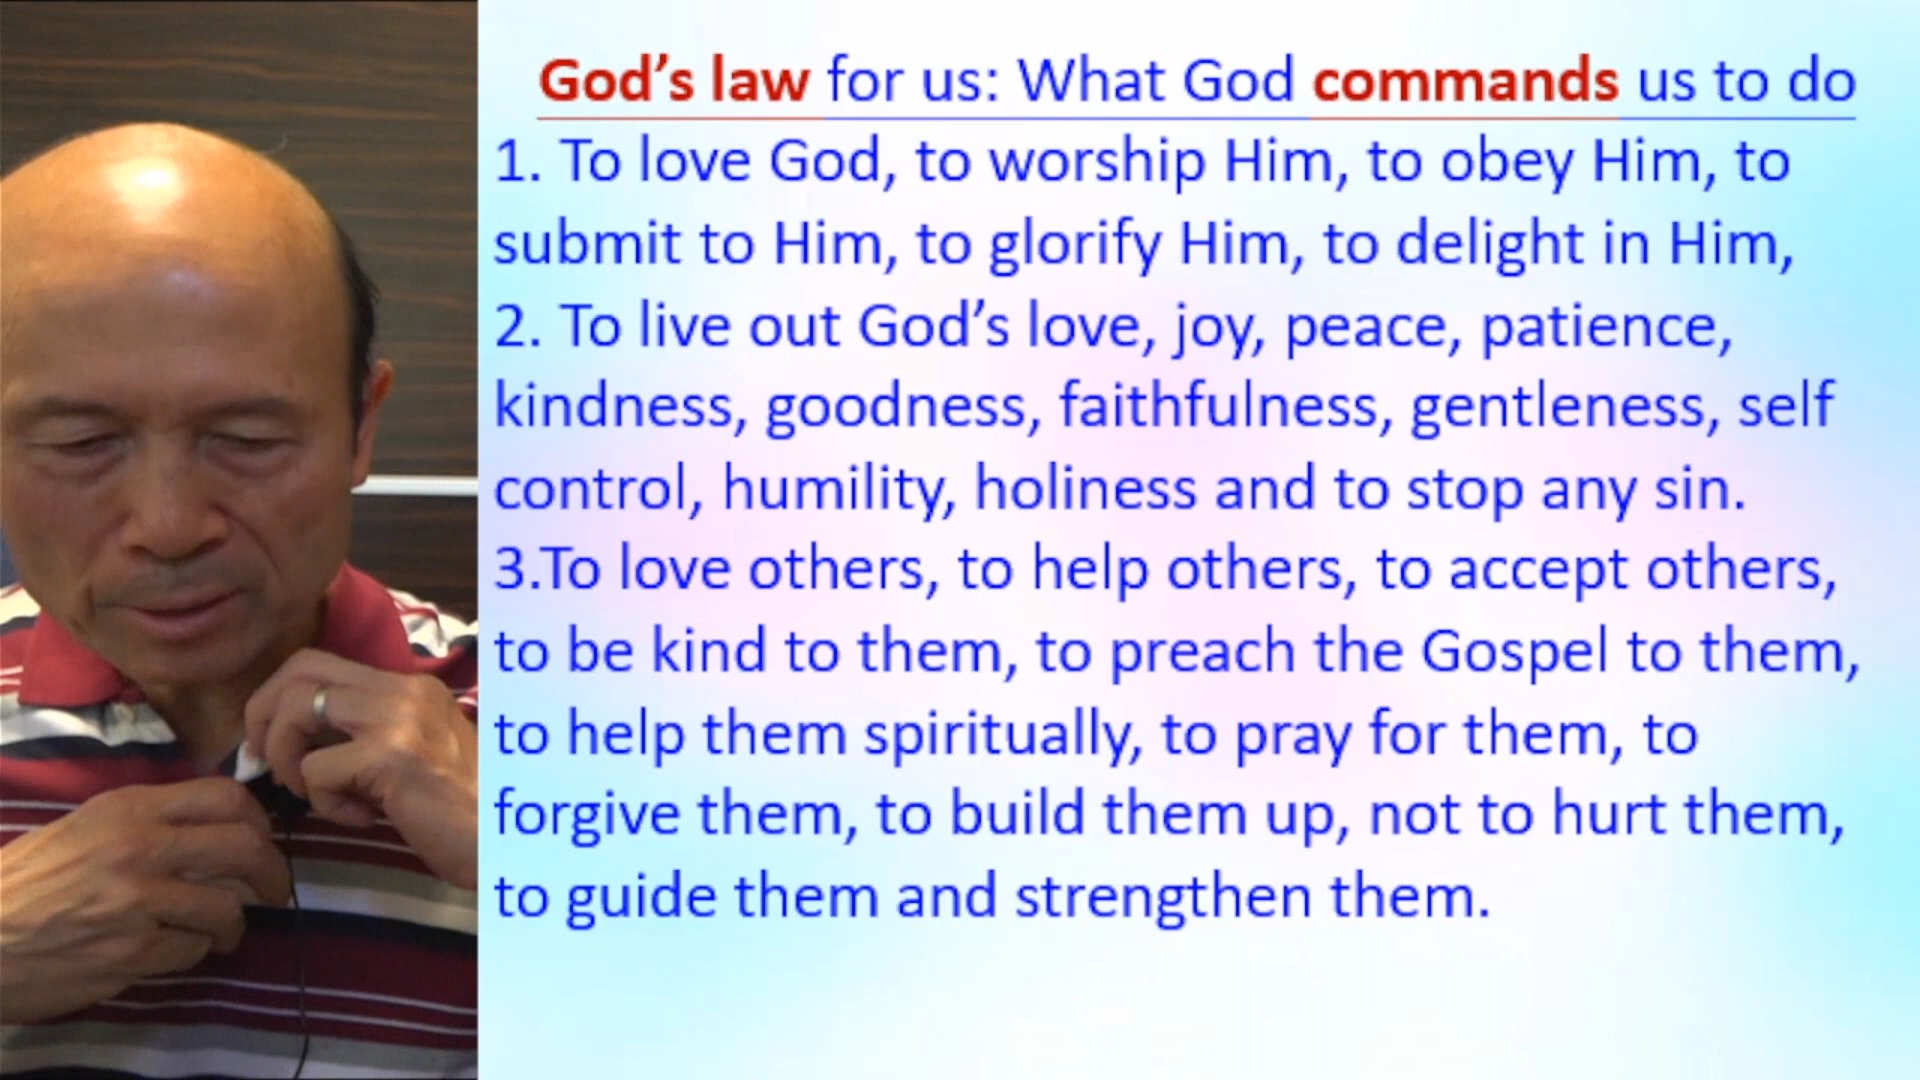 God’s law for us: What God commands us to do
1. To love God, to worship Him, to obey Him, to
submit to Him, to glorify Him, to delight in Him,
2. To live out God’s love, joy, peace, patience,
kindness, goodness, faithfulness, gentleness, self
control, humility, holiness and to stop any sin.
3.To love others, to help others, to accept others,
to be kind to them, to preach the Gospel to them,
to help them spiritually, to pray for them, to
forgive them, to build them up, not to hurt them,
to guide them and strengthen them.